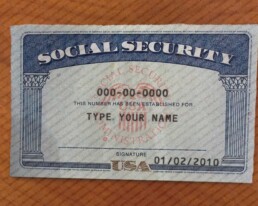 SOCIAL SECURITY
000-00-0000
THIS NUMBER HAS BEEN ESTABLISHED FOR
TYPE YOUR NAME
SIGNATURE
01/02/2010
USA